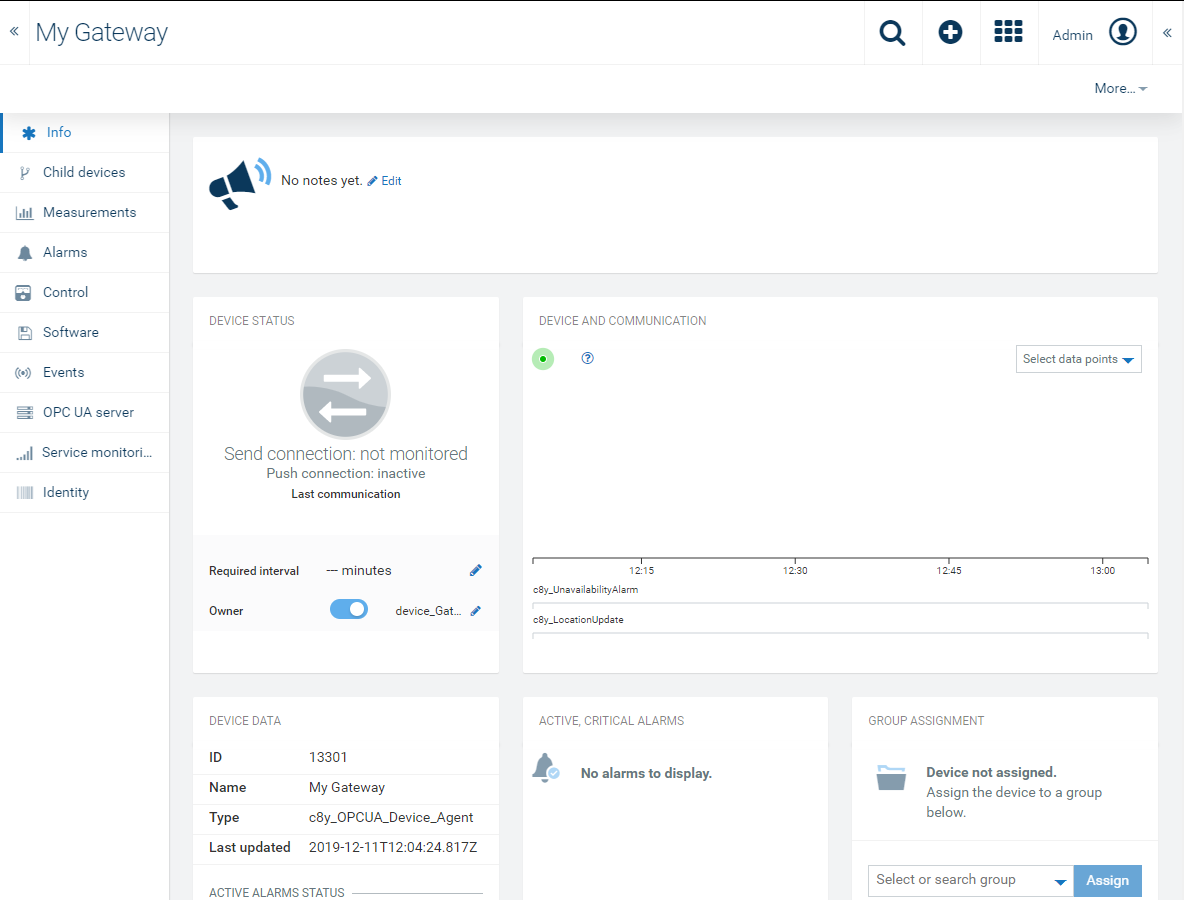 My Gateway
Admin
More...
Info
Child devices
Measurements
Alarms
Control
Software
Events
OPC UA server
Service monitori...
Identity
No notes yet. Edit
DEVICE STATUS
Send connection: not monitored
Push connection: inactive
Last communication
Required interval --- minutes
Owner device_Gat...
DEVICE AND COMMUNICATION
?
Select data points
12:15 12:30 12:45 13:00
c8y_UnavailabilityAlarm
c8y_LocationUpdate
DEVICE DATA
ID 13301
Name My Gateway
Type c8y_OPCUA_Device_Agent
Last updated 2019-12-11T12:04:24.817Z
ACTIVE ALARMS STATUS
ACTIVE, CRITICAL ALARMS
No alarms to display.
GROUP ASSIGNMENT
Device not assigned.
Assign the device to a group
below.
Select or search group Assign